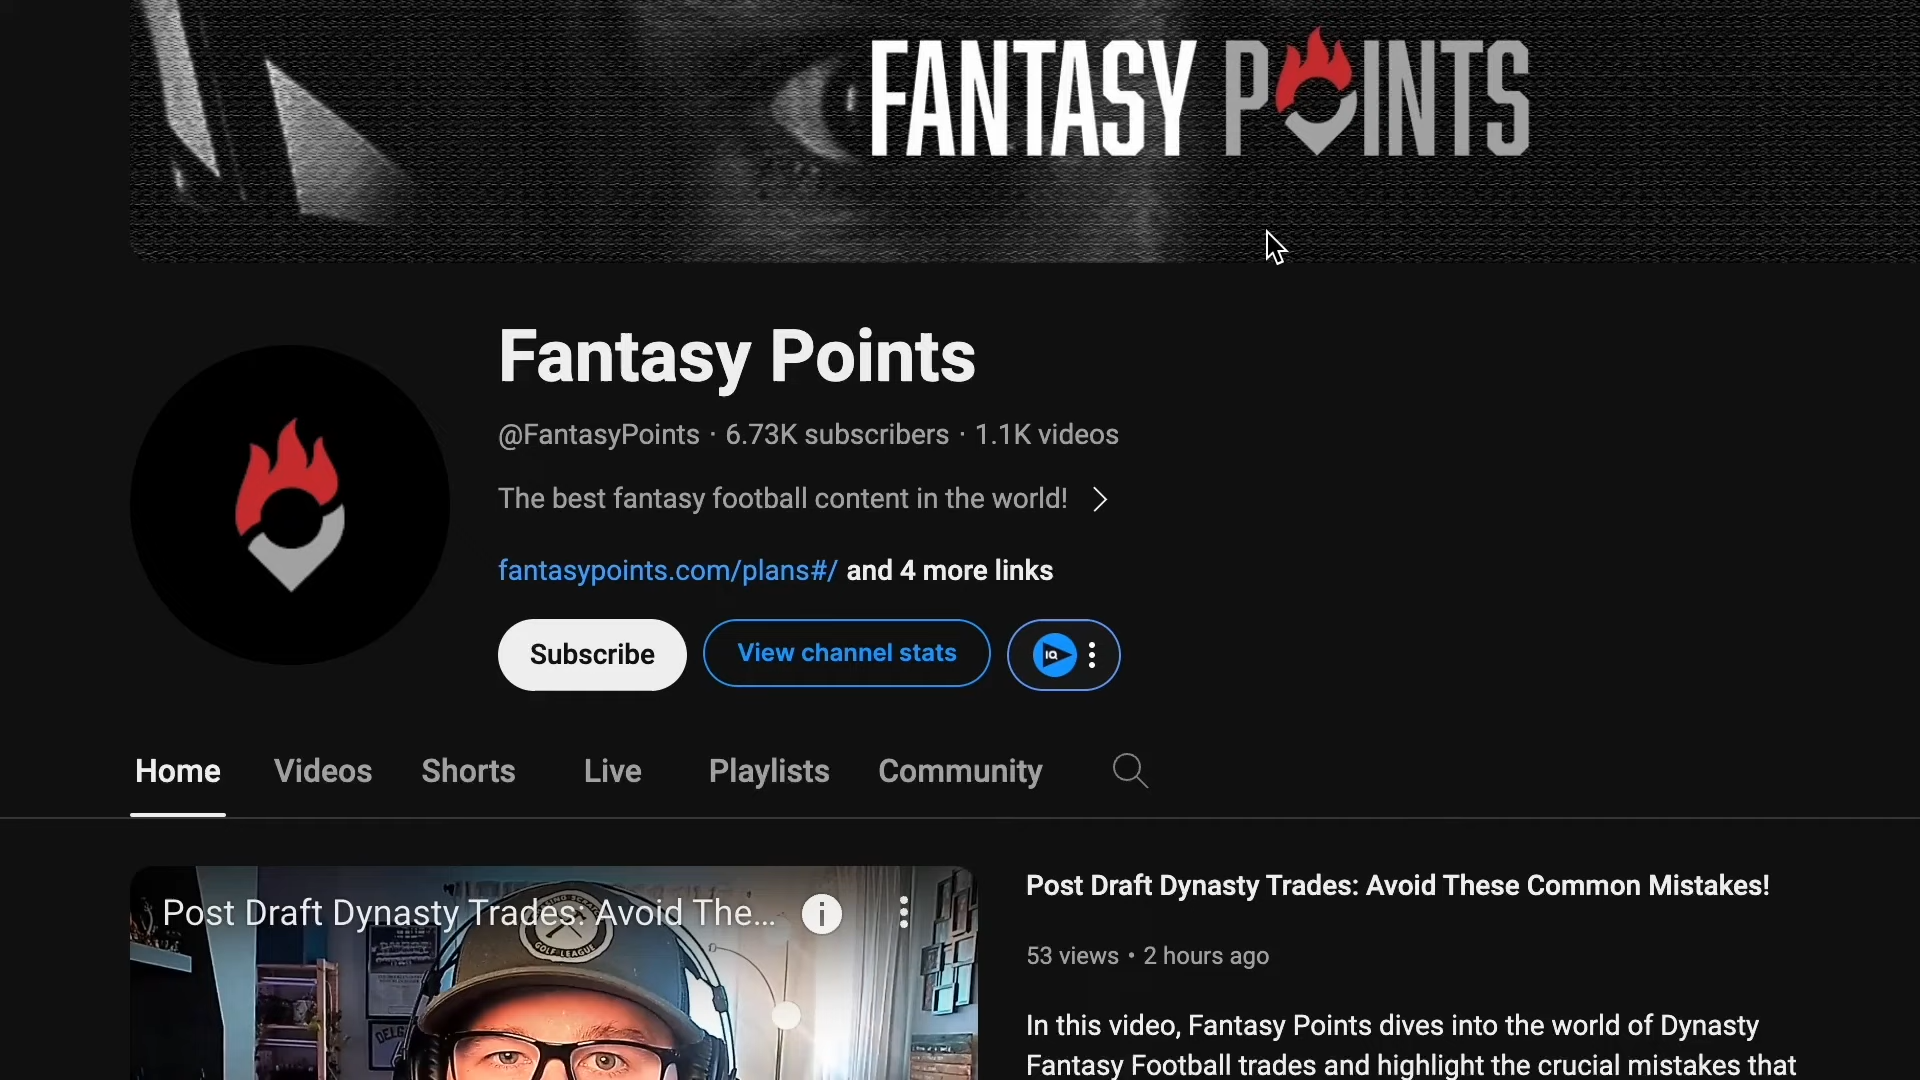 FANTASY POINTS
Fantasy Points
@FantasyPoints · 6.73K subscribers · 1.1K videos
The best fantasy football content in the world!
fantasypoints.com/plans#/ and 4 more links
Subscribe
View channel stats
IQ
Home
Videos
Shorts
Live
Playlists
Community
Post Draft Dynasty Trades: Avoid The...
GOLF LEAGUE
Post Draft Dynasty Trades: Avoid These Common Mistakes!
53 views • 2 hours ago
In this video, Fantasy Points dives into the world of Dynasty
Fantasy Football trades and highlight the crucial mistakes that